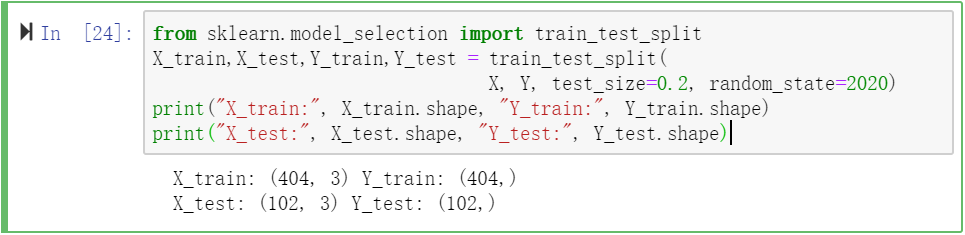 In [24]: from sklearn.model_selection import train_test_split
X_train,X_test,Y_train,Y_test = train_test_split(
X, Y, test_size=0.2, random_state=2020)
print("X_train:", X_train.shape, "Y_train:", Y_train.shape)
print("X_test:", X_test.shape, "Y_test:", Y_test.shape)
X_train: (404, 3) Y_train: (404,)
X_test: (102, 3) Y_test: (102,)